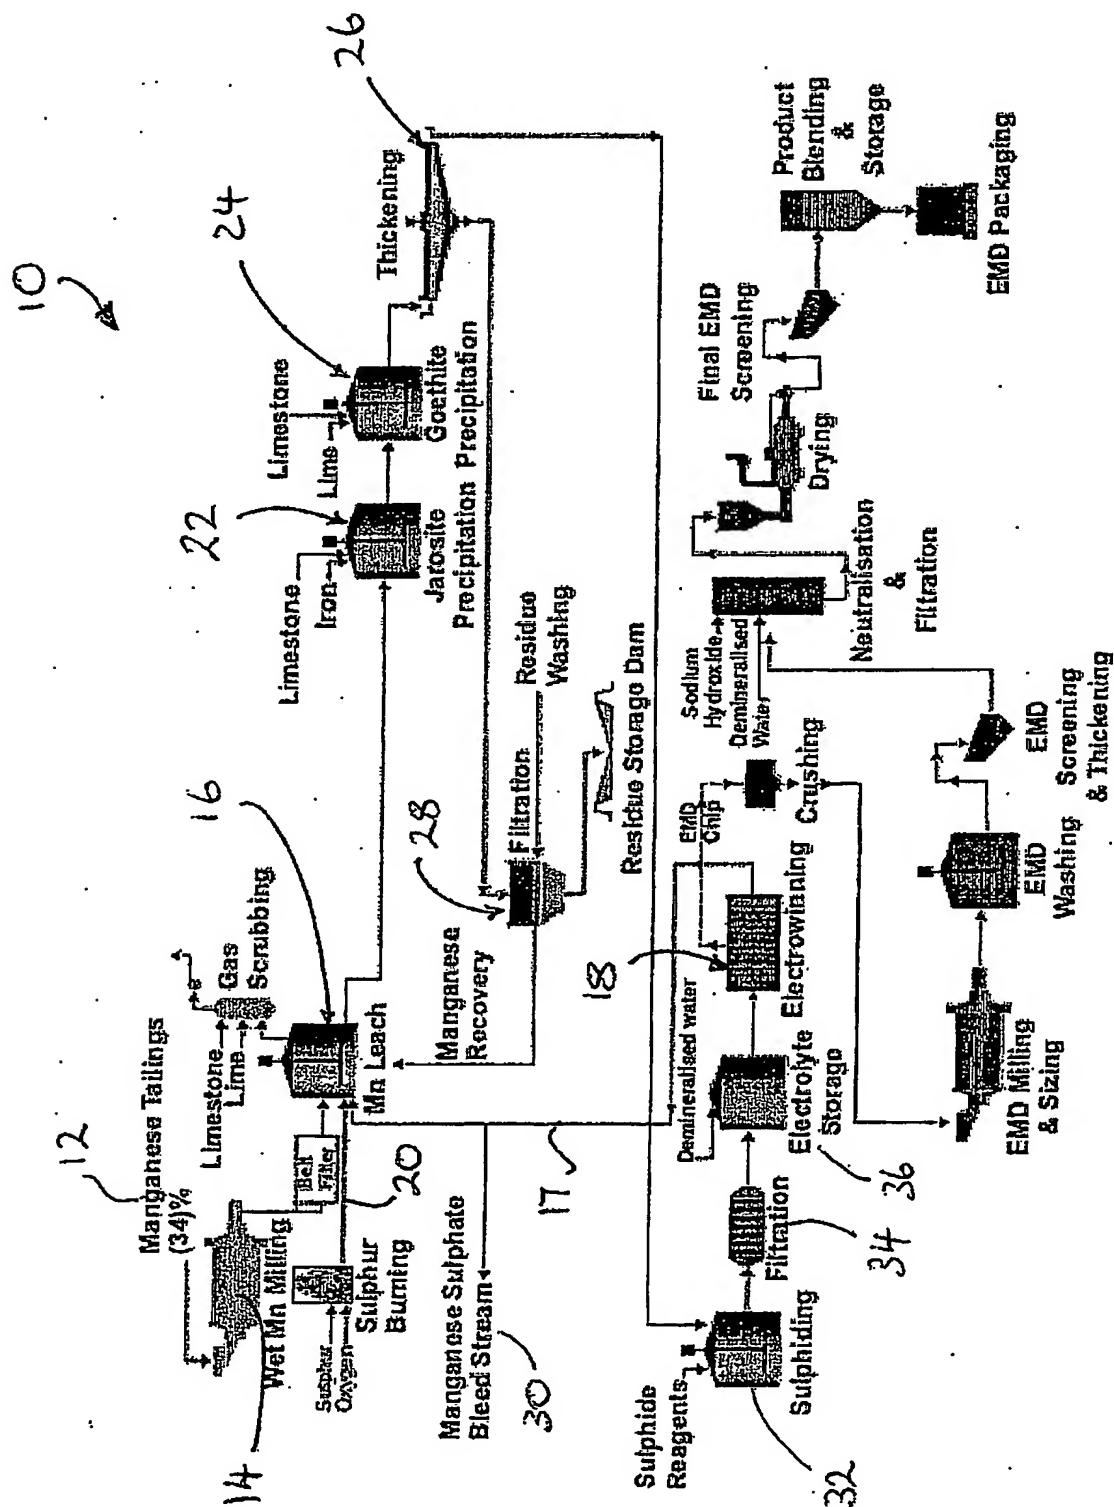 10
12
Manganese Tailings
(34)%
14
Wet Mn Milling
Belt
Filter
Sulphur
Oxygen
Sulphur
Burning
20
Limestone
Lime
Gas
Scrubbing
16
Mn Leach
Limestone
Iron
22
Jarosite
Precipitation
Limestone
Lime
24
Goethite
Precipitation
Thickening
26
Manganese
Recovery
28
Filtration
Residue
Washing
Residue Storage Dam
Manganese Sulphate
Bleed Stream
30
17
Sulphide
Reagents
Sulphiding
32
Filtration
34
Demineralised water
Electrolyte
Storage
36
18
Electrowinning
EMD
Chip
Crushing
EMD Milling
& Sizing
EMD
Washing
EMD
Screening
& Thickening
Sodium
Hydroxide
Demineralised
Water
Neutralisation
&
Filtration
Drying
Final EMD
Screening
Product
Blending
&
Storage
EMD Packaging